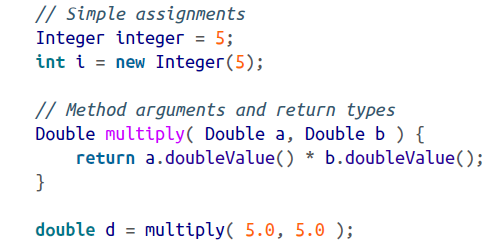 // Simple assignments
Integer integer = 5;
int i = new Integer(5);

// Method arguments and return types
Double multiply( Double a, Double b ) {
    return a.doubleValue() * b.doubleValue();
}

double d = multiply( 5.0, 5.0 );